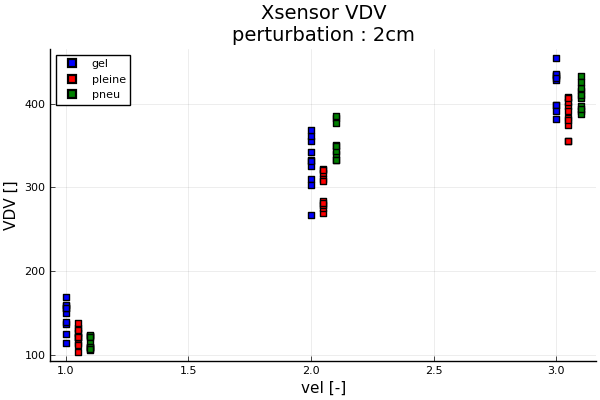 Xsensor VDV
perturbation : 2cm
gel
pleine
pneu
VDV []
400
300
200
100
1.0
1.5
2.0
2.5
3.0
vel [-]